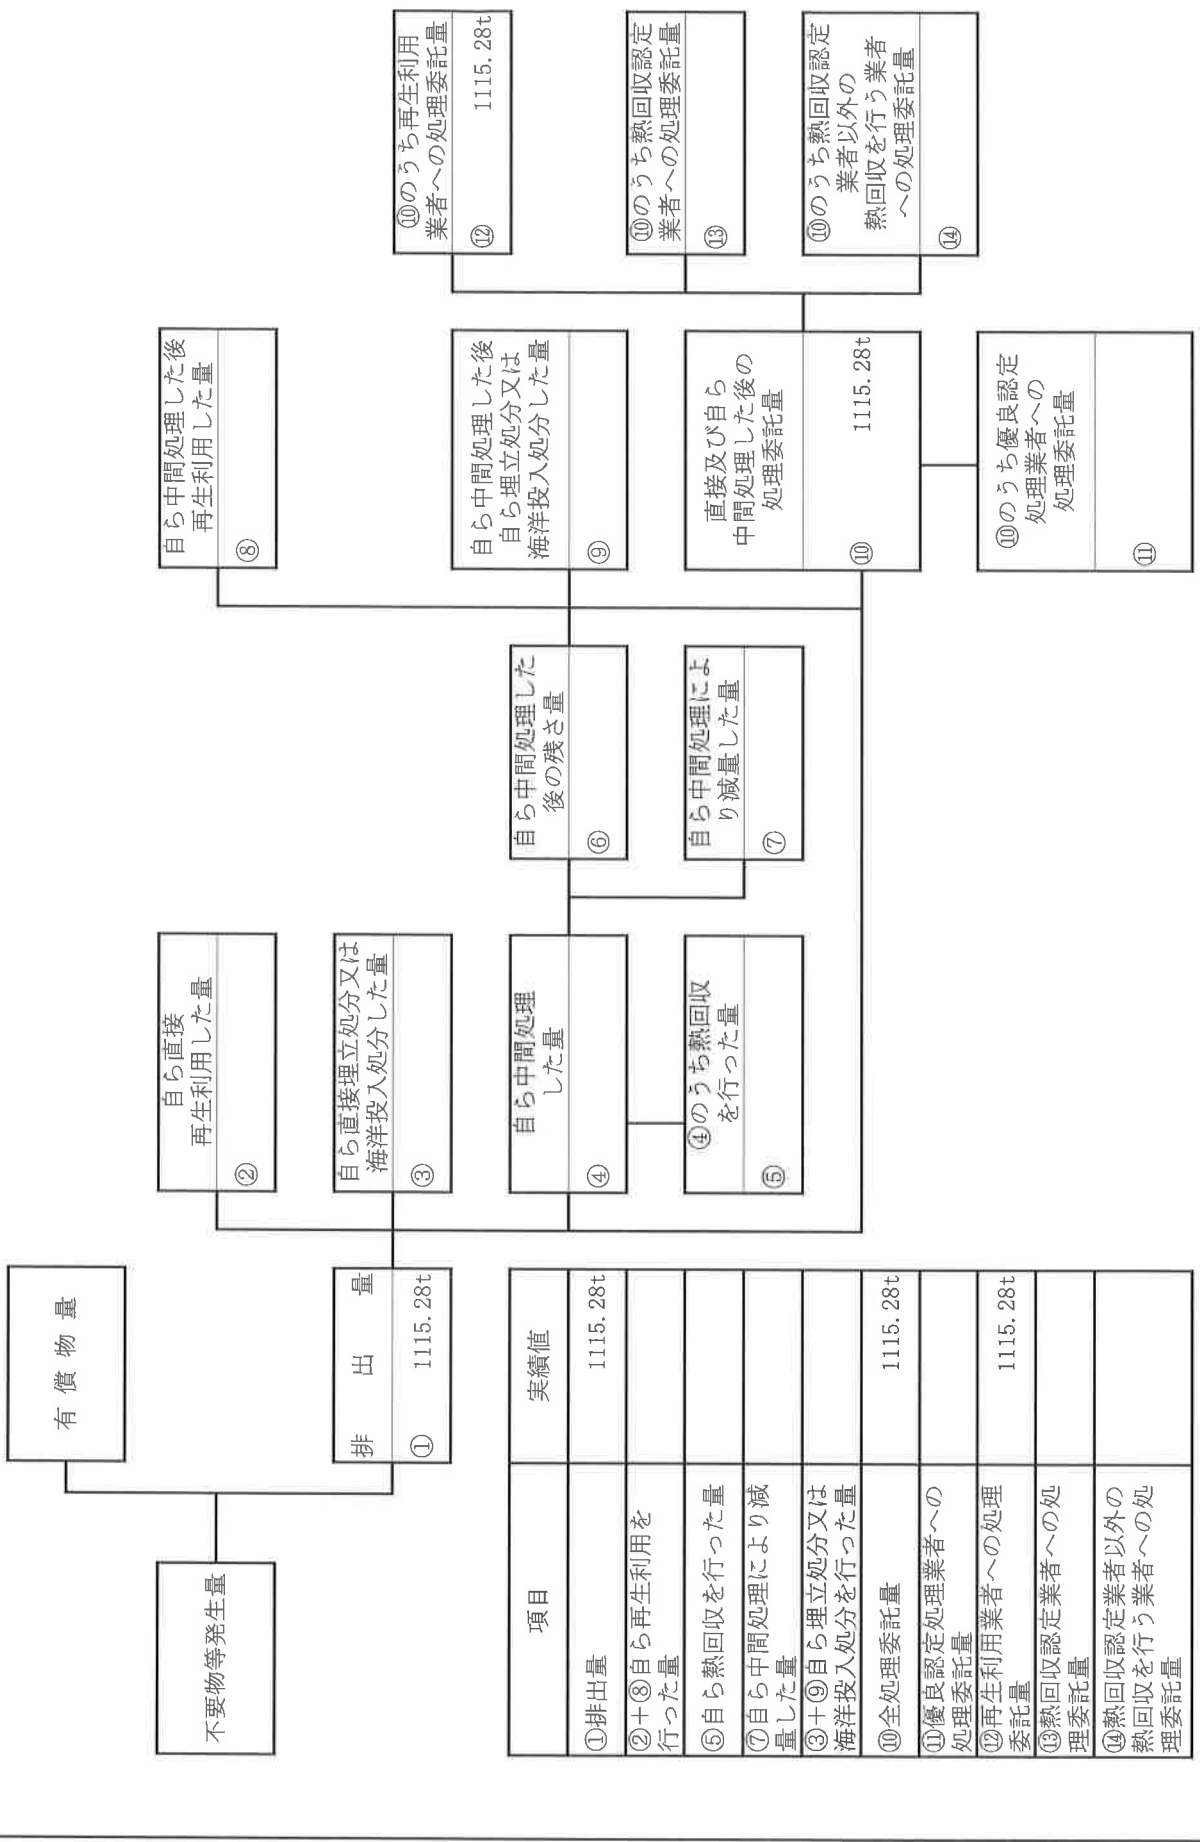 不要物等発生量
有償物量
排出量
① 1115.28t
自ら直接
再生利用した量
②
自ら直接埋立処分又は
海洋投入処分した量
③
自ら中間処理
した量
④
④のうち熱回収
を行った量
⑤
自ら中間処理した
後の残さ量
⑥
自ら中間処理によ
り減量した量
⑦
自ら中間処理した後
再生利用した量
⑧
自ら中間処理した後
自ら埋立処分又は
海洋投入処分した量
⑨
直接及び自ら
中間処理した後の
処理委託量
⑩ 1115.28t
⑩のうち優良認定
処理業者への
処理委託量
⑪
⑩のうち再生利用
業者への処理委託量
⑫ 1115.28t
⑩のうち熱回収認定
業者への処理委託量
⑬
⑩のうち熱回収認定
業者以外の
熱回収を行う業者
への処理委託量
⑭
項目 実績値
①排出量 1115.28t
②+⑧自ら再生利用を
行った量
⑤自ら熱回収を行った量
⑦自ら中間処理により減
量した量
③+⑨自ら埋立処分又は
海洋投入処分を行った量
⑩全処理委託量 1115.28t
⑪優良認定処理業者への
処理委託量
⑫再生利用業者への処理
委託量 1115.28t
⑬熱回収認定業者への処
理委託量
⑭熱回収認定業者以外の
熱回収を行う業者への処
理委託量